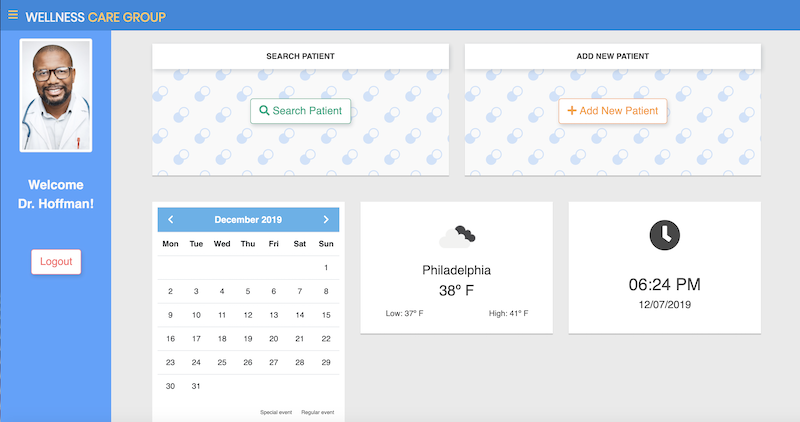 WELLNESS CARE GROUP
Welcome
Dr. Hoffman!
Logout
SEARCH PATIENT
Search Patient
ADD NEW PATIENT
Add New Patient
December 2019
Mon Tue Wed Thu Fri Sat Sun
1
2 3 4 5 6 7 8
9 10 11 12 13 14 15
16 17 18 19 20 21 22
23 24 25 26 27 28 29
30 31
Special event Regular event
Philadelphia
38° F
Low: 37° F High: 41° F
06:24 PM
12/07/2019